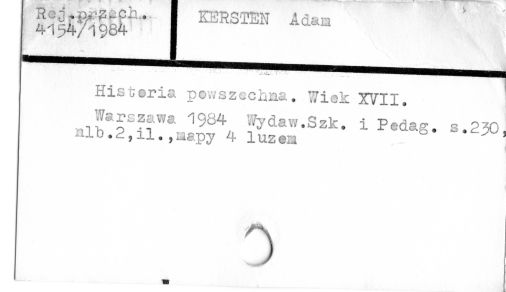 Rej.przech.
4154/1984
KERSTEN Adam
Historia powszechna. Wiek XVII.
Warszawa 1984 Wydaw.Szk. i Pedag. s.230,
nlb.2,il.,mapy 4 luzem